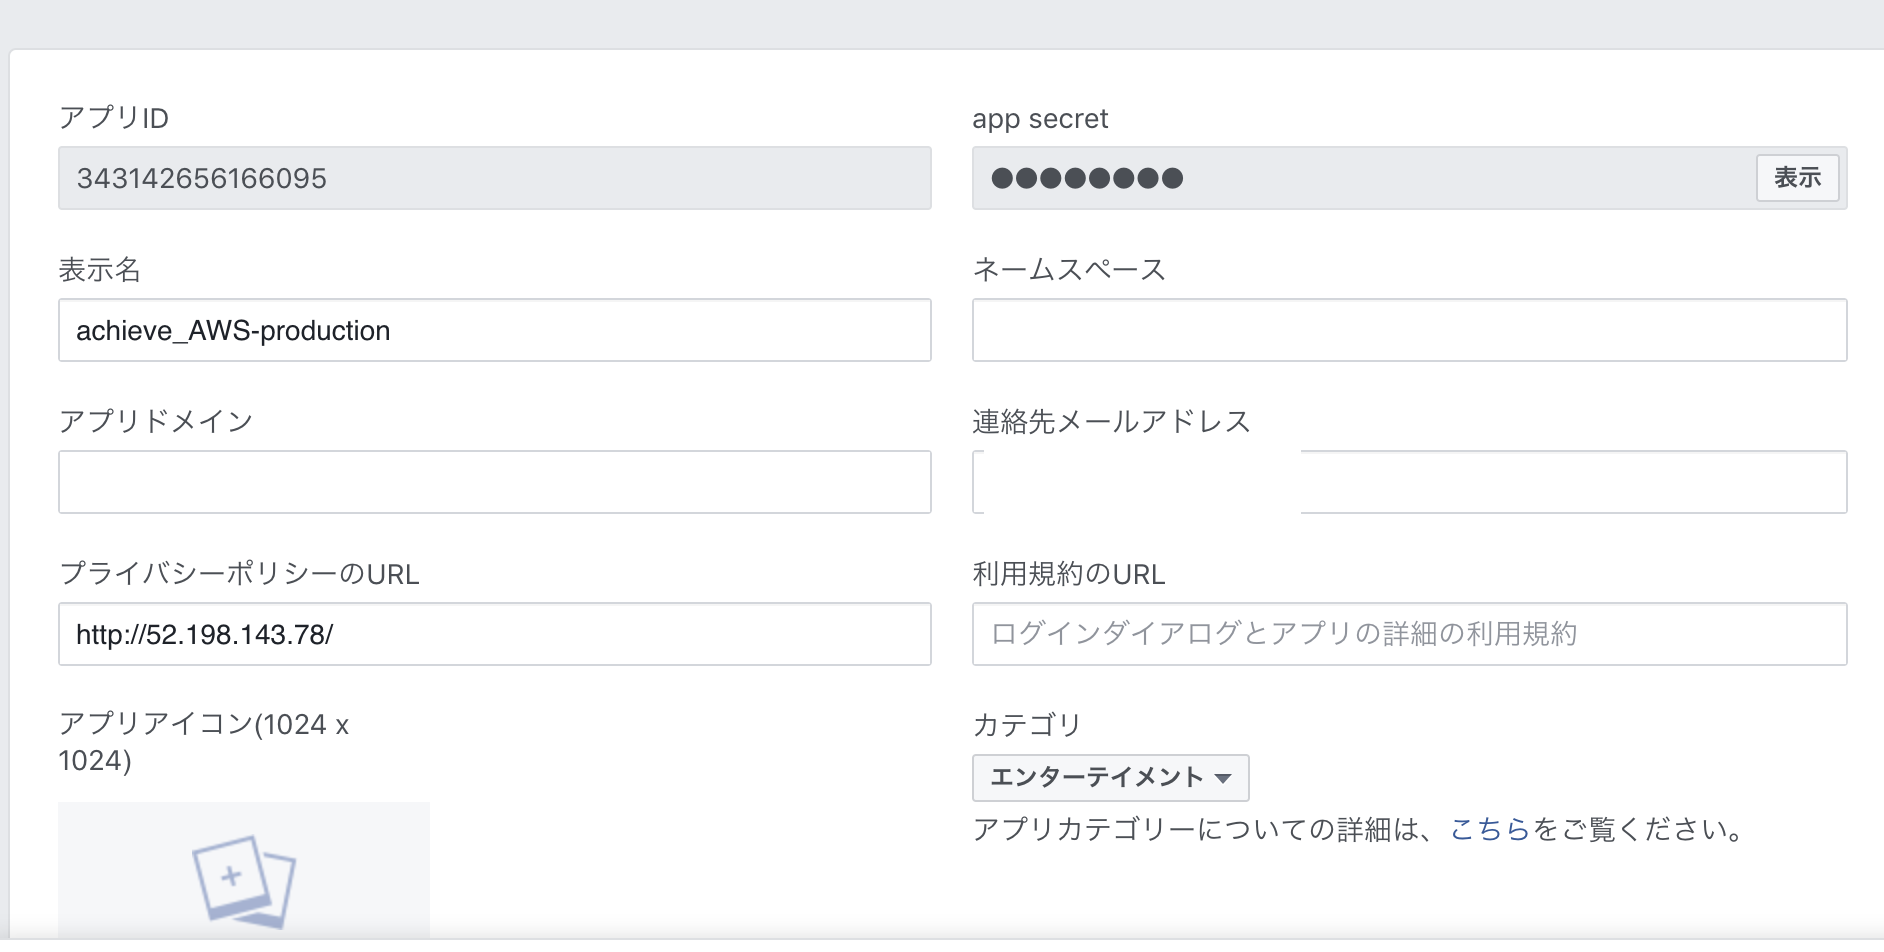 アプリID
343142656166095
app secret
●●●●●●●●
表示
表示名
achieve_AWS-production
ネームスペース
アプリドメイン
連絡先メールアドレス
プライバシーポリシーのURL
http://52.198.143.78/
利用規約のURL
ログインダイアログとアプリの詳細の利用規約
アプリアイコン(1024 x
1024)
カテゴリ
エンターテイメント
アプリカテゴリーについての詳細は、こちらをご覧ください。